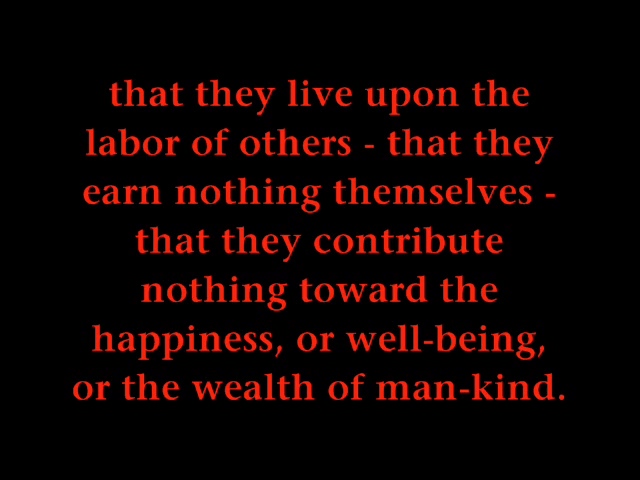 that they live upon the
labor of others - that they
earn nothing themselves -
that they contribute
nothing toward the
happiness, or well-being,
or the wealth of man-kind.